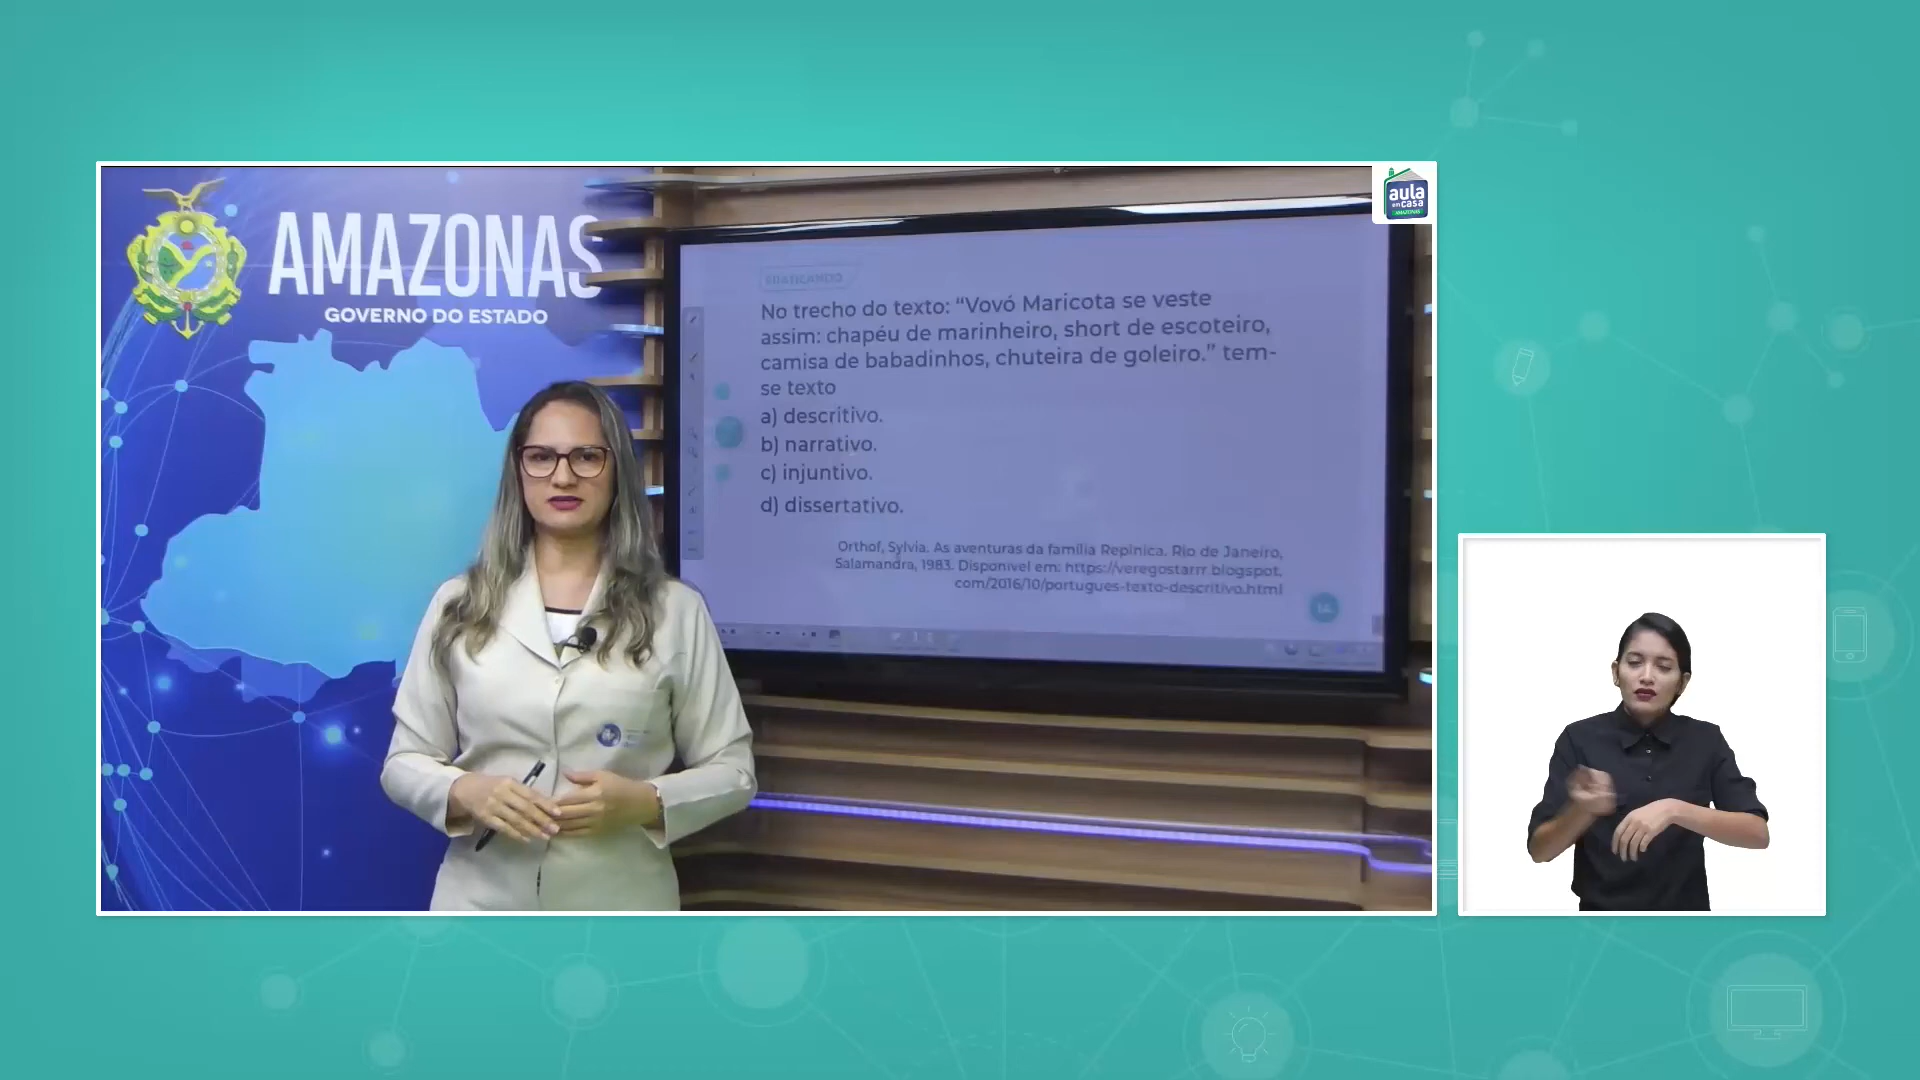 AMAZONAS
GOVERNO DO ESTADO
aula
em casa
AMAZONAS
PRATICANDO
No trecho do texto: “Vovó Maricota se veste
assim: chapéu de marinheiro, short de escoteiro,
camisa de babadinhos, chuteira de goleiro.” tem-
se texto
a) descritivo.
b) narrativo.
c) injuntivo.
d) dissertativo.
Orthof, Sylvia. As aventuras da família Repinica. Rio de Janeiro,
Salamandra, 1983. Disponível em: https://veregostarrr.blogspot.
com/2016/10/portugues-texto-descritivo.html